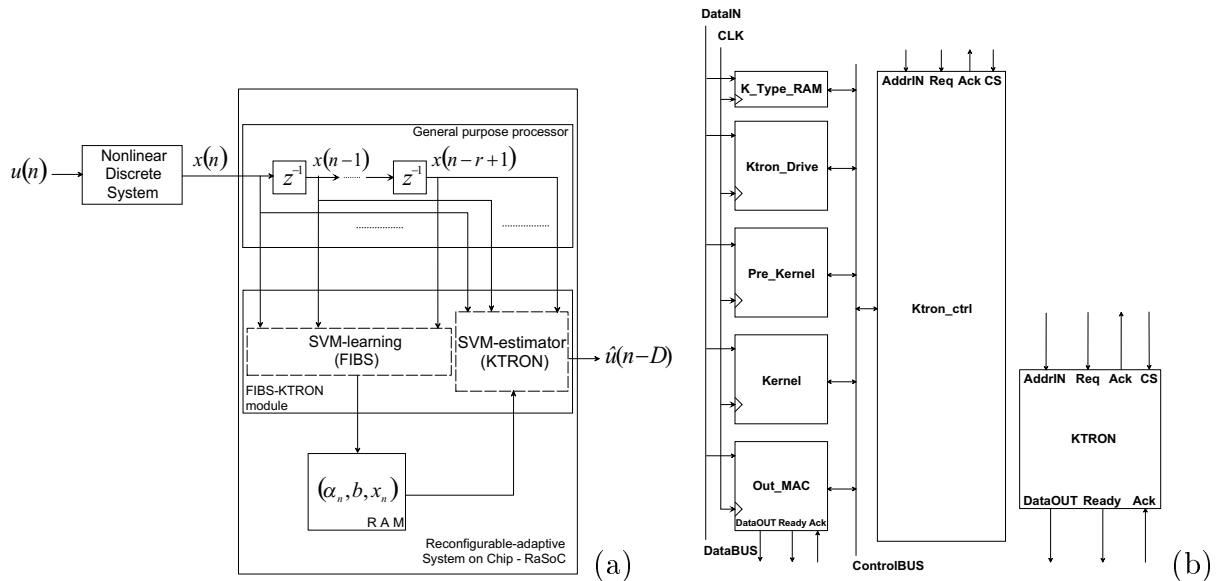 General purpose processor
u(n)
Nonlinear
Discrete
System
x(n)
z⁻¹
x(n−1)
z⁻¹
x(n−r+1)
SVM-learning
(FIBS)
SVM-estimator
(KTRON)
û(n−D)
FIBS-KTRON
module
(αₙ, b, xₙ)
RAM
Reconfigurable-adaptive
System on Chip - RaSoC
(a)
DataIN
CLK
K_Type_RAM
Ktron_Drive
Pre_Kernel
Kernel
Out_MAC
DataOUT Ready Ack
DataBUS
ControlBUS
AddrIN Req Ack CS
Ktron_ctrl
AddrIN Req Ack CS
KTRON
DataOUT Ready Ack
(b)